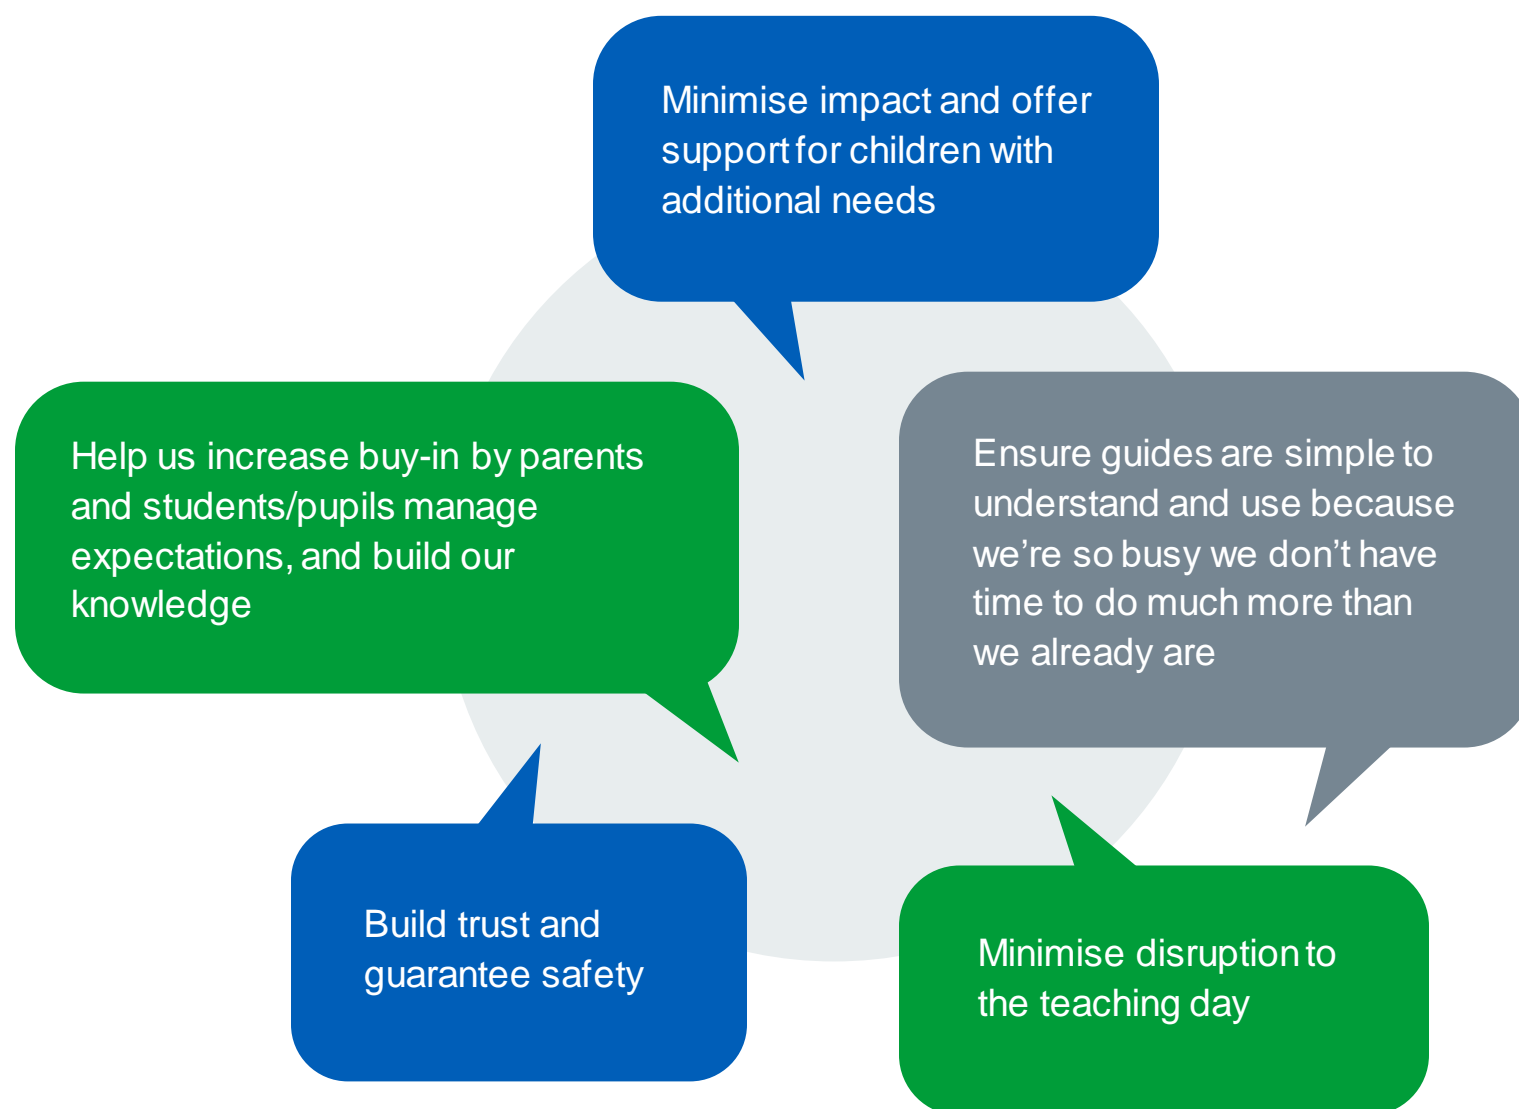 Minimise impact and offer
support for children with
additional needs
Help us increase buy-in by parents
and students/pupils manage
expectations, and build our
knowledge
Ensure guides are simple to
understand and use because
we’re so busy we don’t have
time to do much more than
we already are
Build trust and
guarantee safety
Minimise disruption to
the teaching day